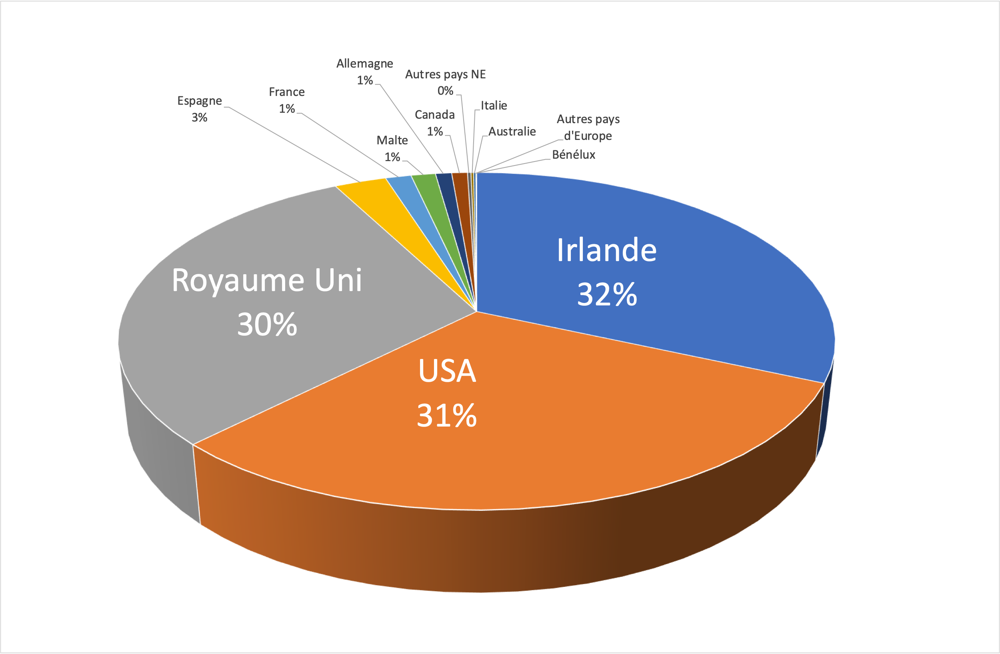 Allemagne
1%
Autres pays NE
0%
France
1%
Espagne
3%
Italie
Canada
1%
Autres pays
d'Europe
Australie
Malte
1%
Bénélux
Irlande
32%
Royaume Uni
30%
USA
31%